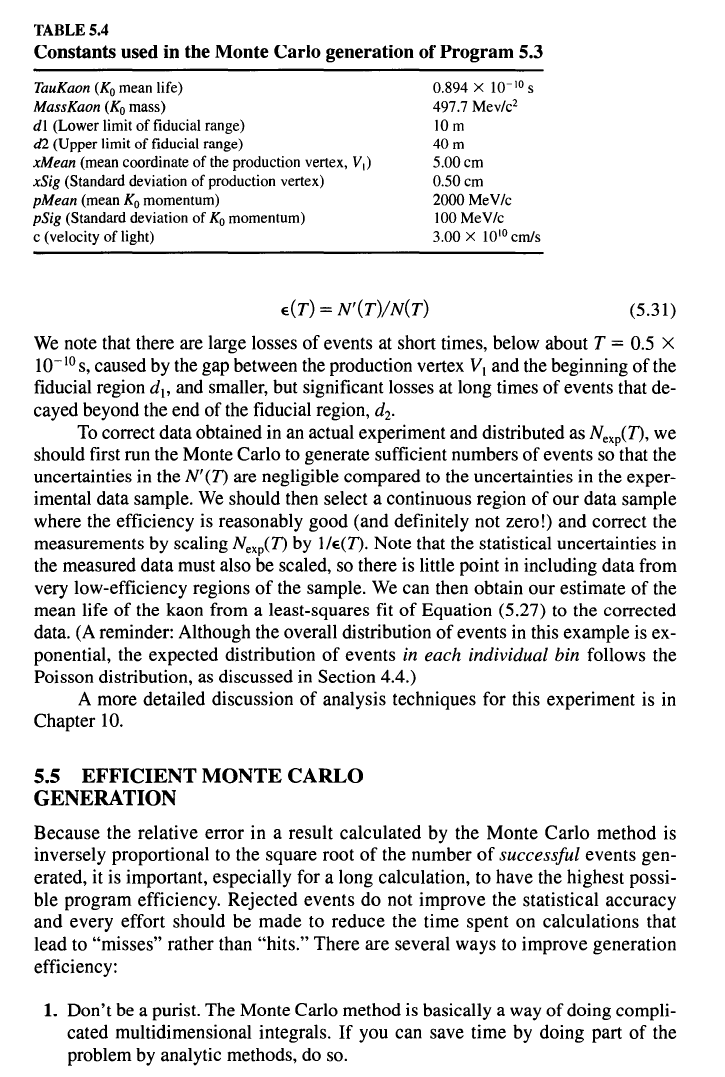 TABLE 5.4
Constants used in the Monte Carlo generation of Program 5.3
TauKaon (K₀ mean life) 0.894 × 10⁻¹⁰ s
MassKaon (K₀ mass) 497.7 Mev/c²
d1 (Lower limit of fiducial range) 10 m
d2 (Upper limit of fiducial range) 40 m
xMean (mean coordinate of the production vertex, V₁) 5.00 cm
xSig (Standard deviation of production vertex) 0.50 cm
pMean (mean K₀ momentum) 2000 MeV/c
pSig (Standard deviation of K₀ momentum) 100 MeV/c
c (velocity of light) 3.00 × 10¹⁰ cm/s
ϵ(T) = N′(T)/N(T) (5.31)
We note that there are large losses of events at short times, below about T = 0.5 ×
10⁻¹⁰ s, caused by the gap between the production vertex V₁ and the beginning of the
fiducial region d₁, and smaller, but significant losses at long times of events that de-
cayed beyond the end of the fiducial region, d₂.
To correct data obtained in an actual experiment and distributed as Nₑₓₚ(T), we
should first run the Monte Carlo to generate sufficient numbers of events so that the
uncertainties in the N′(T) are negligible compared to the uncertainties in the exper-
imental data sample. We should then select a continuous region of our data sample
where the efficiency is reasonably good (and definitely not zero!) and correct the
measurements by scaling Nₑₓₚ(T) by 1/ϵ(T). Note that the statistical uncertainties in
the measured data must also be scaled, so there is little point in including data from
very low-efficiency regions of the sample. We can then obtain our estimate of the
mean life of the kaon from a least-squares fit of Equation (5.27) to the corrected
data. (A reminder: Although the overall distribution of events in this example is ex-
ponential, the expected distribution of events in each individual bin follows the
Poisson distribution, as discussed in Section 4.4.)
A more detailed discussion of analysis techniques for this experiment is in
Chapter 10.
5.5 EFFICIENT MONTE CARLO
GENERATION
Because the relative error in a result calculated by the Monte Carlo method is
inversely proportional to the square root of the number of successful events gen-
erated, it is important, especially for a long calculation, to have the highest possi-
ble program efficiency. Rejected events do not improve the statistical accuracy
and every effort should be made to reduce the time spent on calculations that
lead to “misses” rather than “hits.” There are several ways to improve generation
efficiency:
1. Don’t be a purist. The Monte Carlo method is basically a way of doing compli-
cated multidimensional integrals. If you can save time by doing part of the
problem by analytic methods, do so.